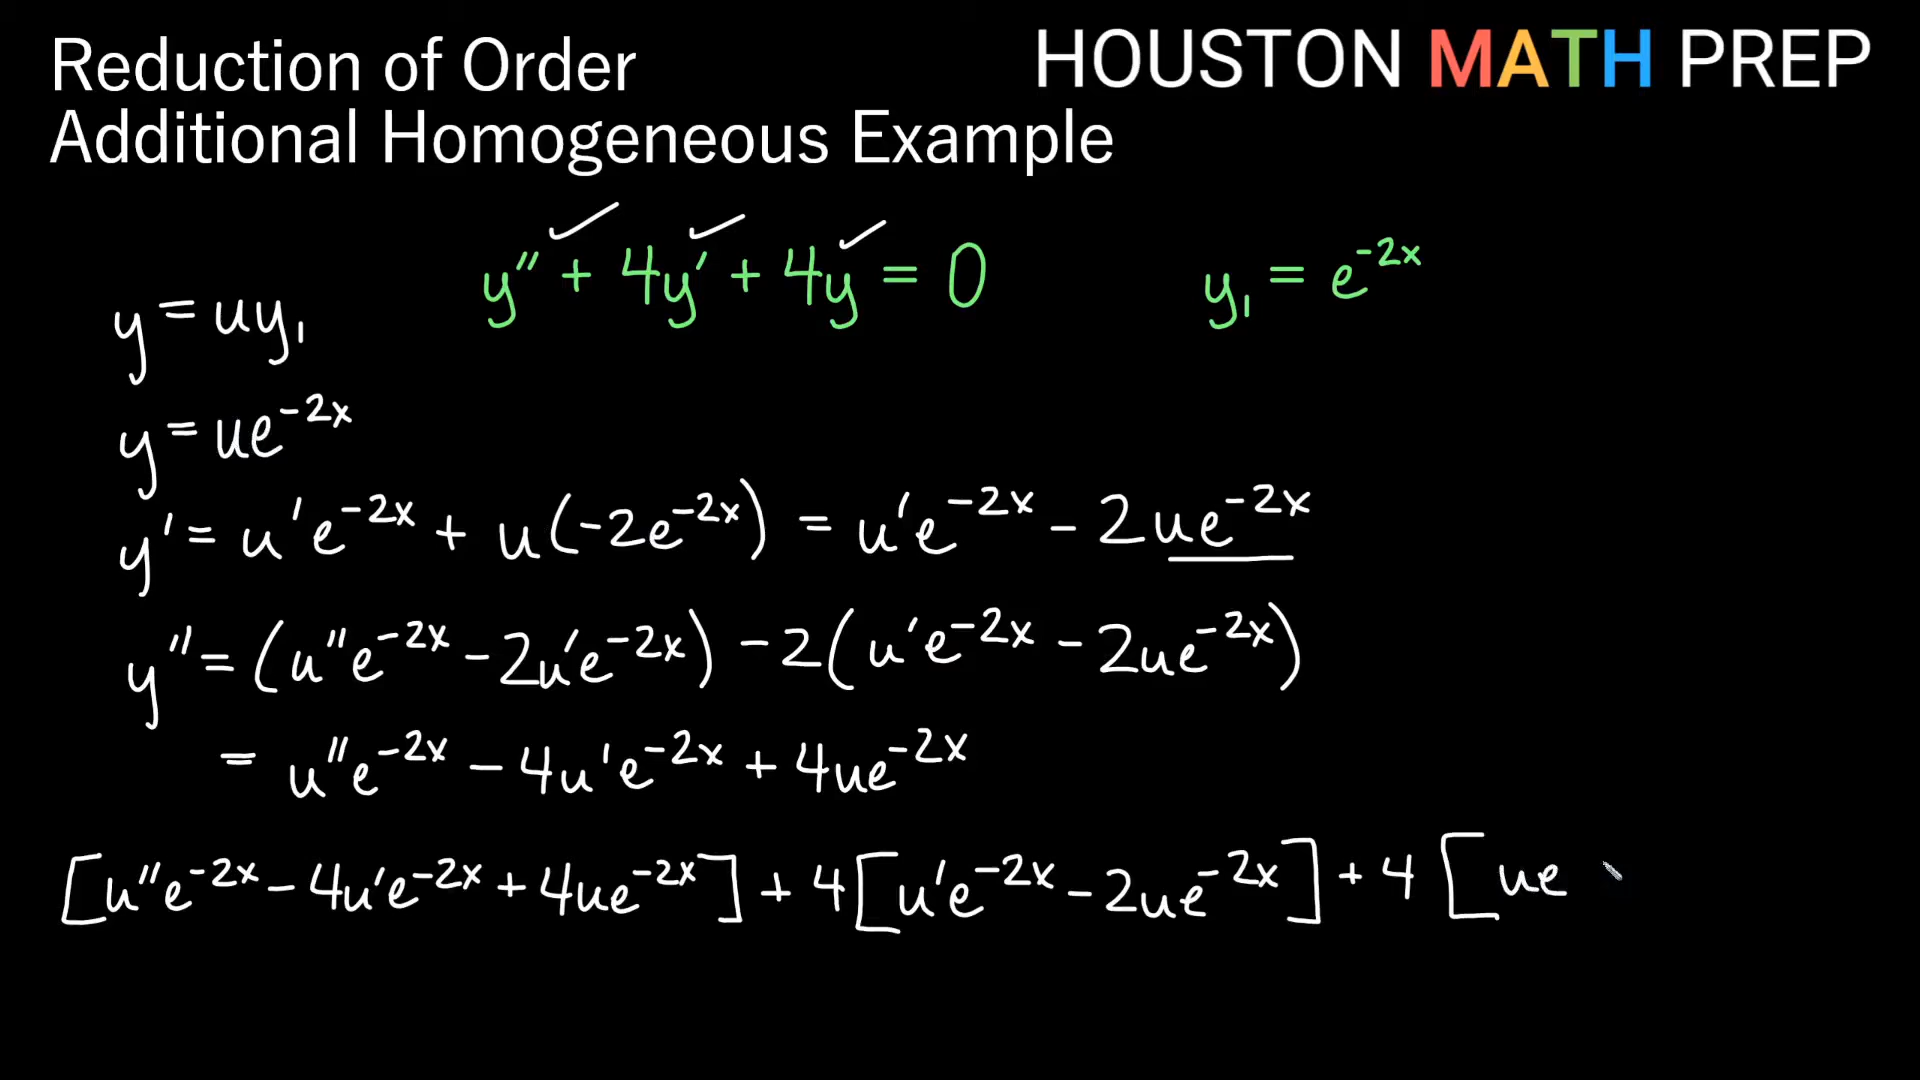 Reduction of Order
HOUSTON MATH PREP
Additional Homogeneous Example
y'' + 4y' + 4y = 0
y₁ = e⁻²ˣ
y = uy₁
y = ue⁻²ˣ
y' = u'e⁻²ˣ + u(-2e⁻²ˣ) = u'e⁻²ˣ - 2ue⁻²ˣ
y'' = (u''e⁻²ˣ - 2u'e⁻²ˣ) - 2(u'e⁻²ˣ - 2ue⁻²ˣ)
= u''e⁻²ˣ - 4u'e⁻²ˣ + 4ue⁻²ˣ
[u''e⁻²ˣ - 4u'e⁻²ˣ + 4ue⁻²ˣ] + 4[u'e⁻²ˣ - 2ue⁻²ˣ] + 4[ue